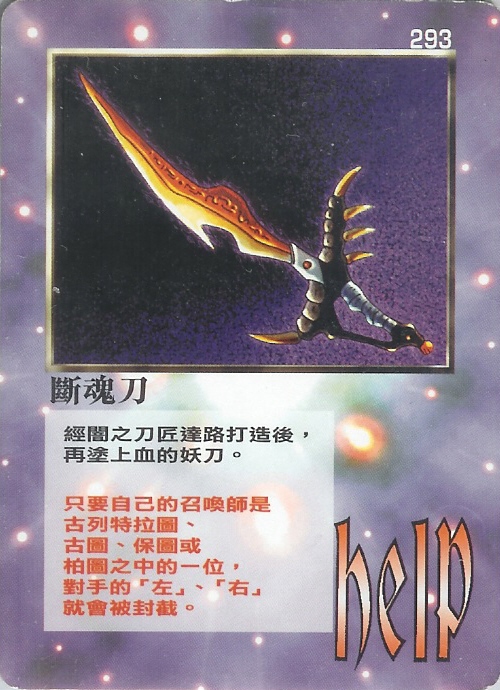 293
斷魂刀
經闇之刀匠達路打造後，
再塗上血的妖刀。
只要自己的召喚師是
古列特拉圖、
古圖、保圖或
柏圖之中的一位，
對手的「左」、「右」
就會被封截。
help